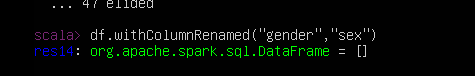 ... 47 elided
scala> df.withColumnRenamed("gender","sex")
res14: org.apache.spark.sql.DataFrame = []